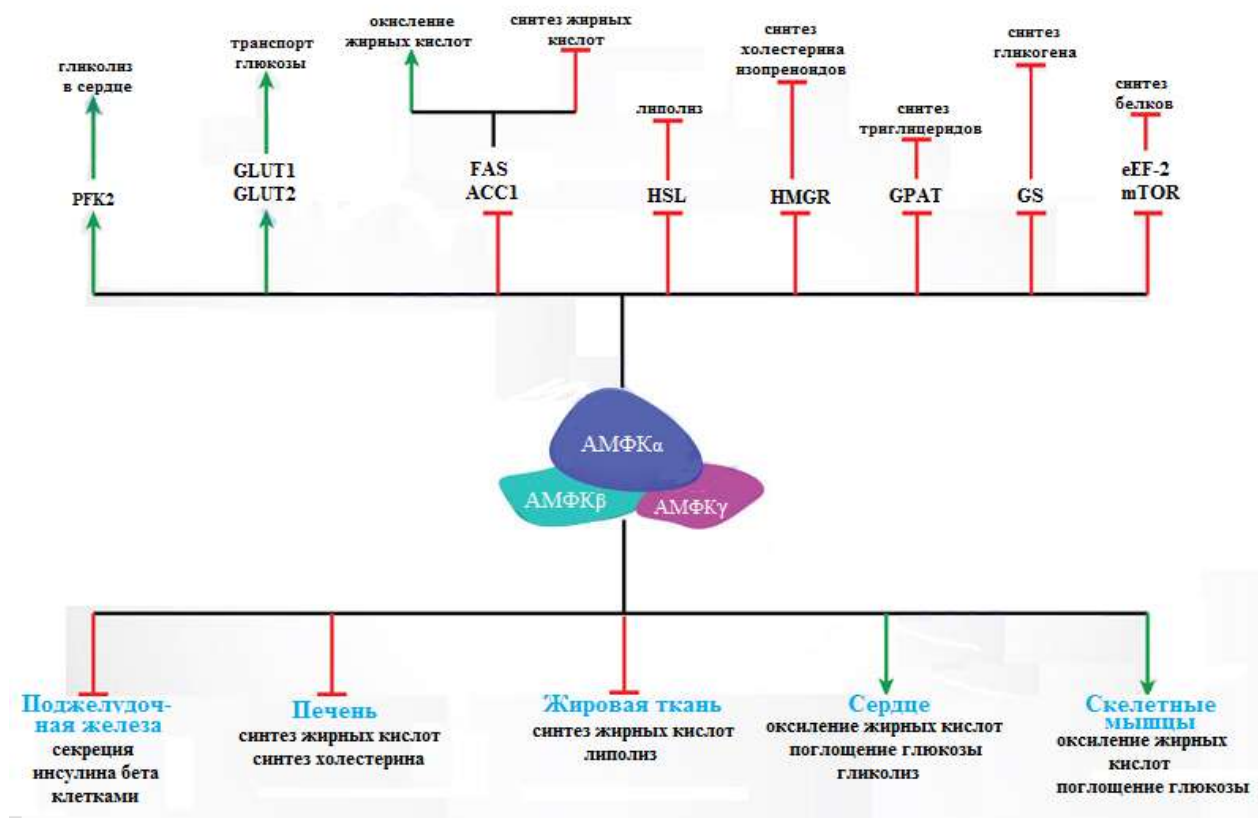 гликолиз
в сердце
транспорт
глюкозы
окисление
жирных кислот
синтез жирных
кислот
липолиз
синтез
холестерина
изопреноидов
синтез
триглицеридов
синтез
гликогена
синтез
белков
PFK2
GLUT1
GLUT2
FAS
ACC1
HSL
HMGR
GPAT
GS
eEF-2
mTOR
АМФКα
АМФКβ
АМФКγ
Поджелудоч-
ная железа
секреция
инсулина бета
клетками
Печень
синтез жирных кислот
синтез холестерина
Жировая ткань
синтез жирных кислот
липолиз
Сердце
оксиление жирных кислот
поглощение глюкозы
гликолиз
Скелетные
мышцы
оксиление жирных
кислот
поглощение глюкозы